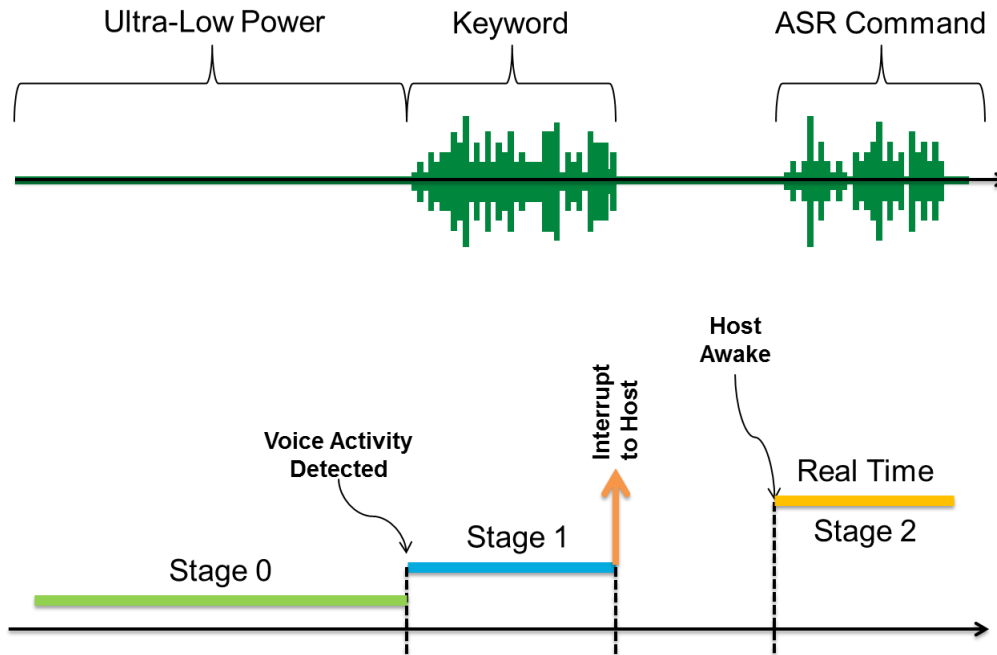 Ultra-Low Power
Keyword
ASR Command
Host
Awake
Interrupt
to Host
Voice Activity
Detected
Real Time
Stage 2
Stage 1
Stage 0